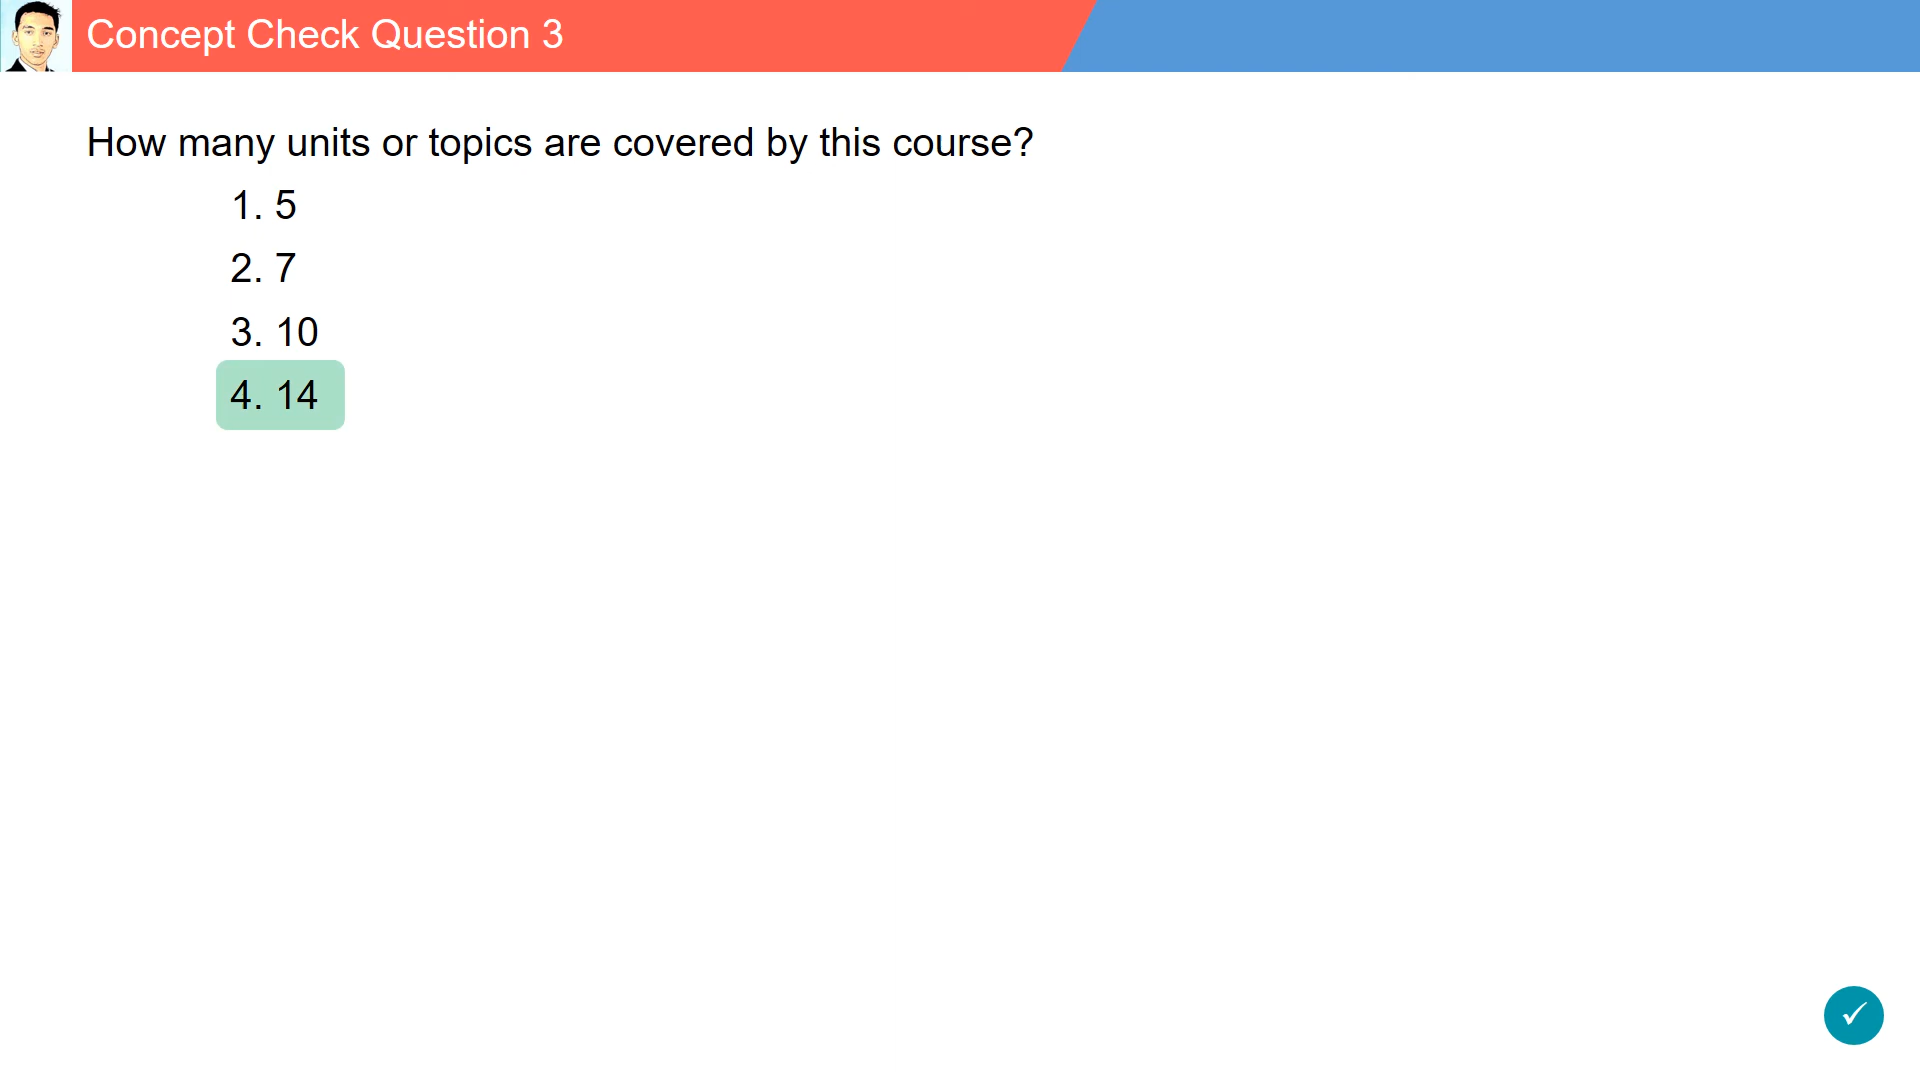 Concept Check Question 3
How many units or topics are covered by this course?
1. 5
2. 7
3. 10
4. 14